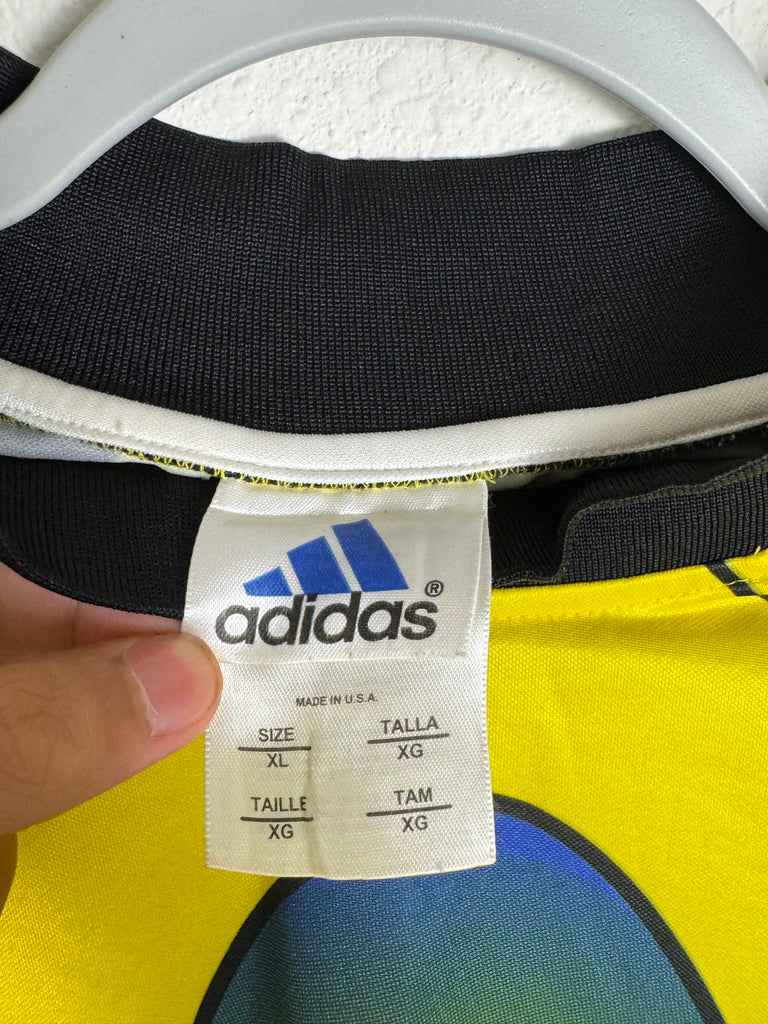 adidas®
MADE IN U.S.A.
SIZE
XL
TALLA
XG
TAILLE
XG
TAM
XG